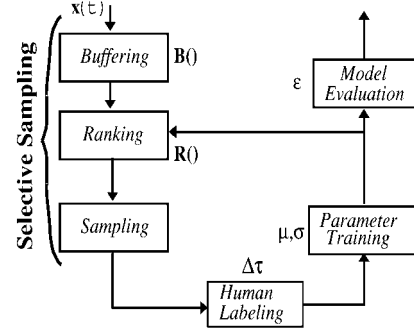 x(t)
Buffering
B()
Ranking
R()
Sampling
Selective Sampling
Δτ
Human
Labeling
μ,σ
Parameter
Training
ε
Model
Evaluation